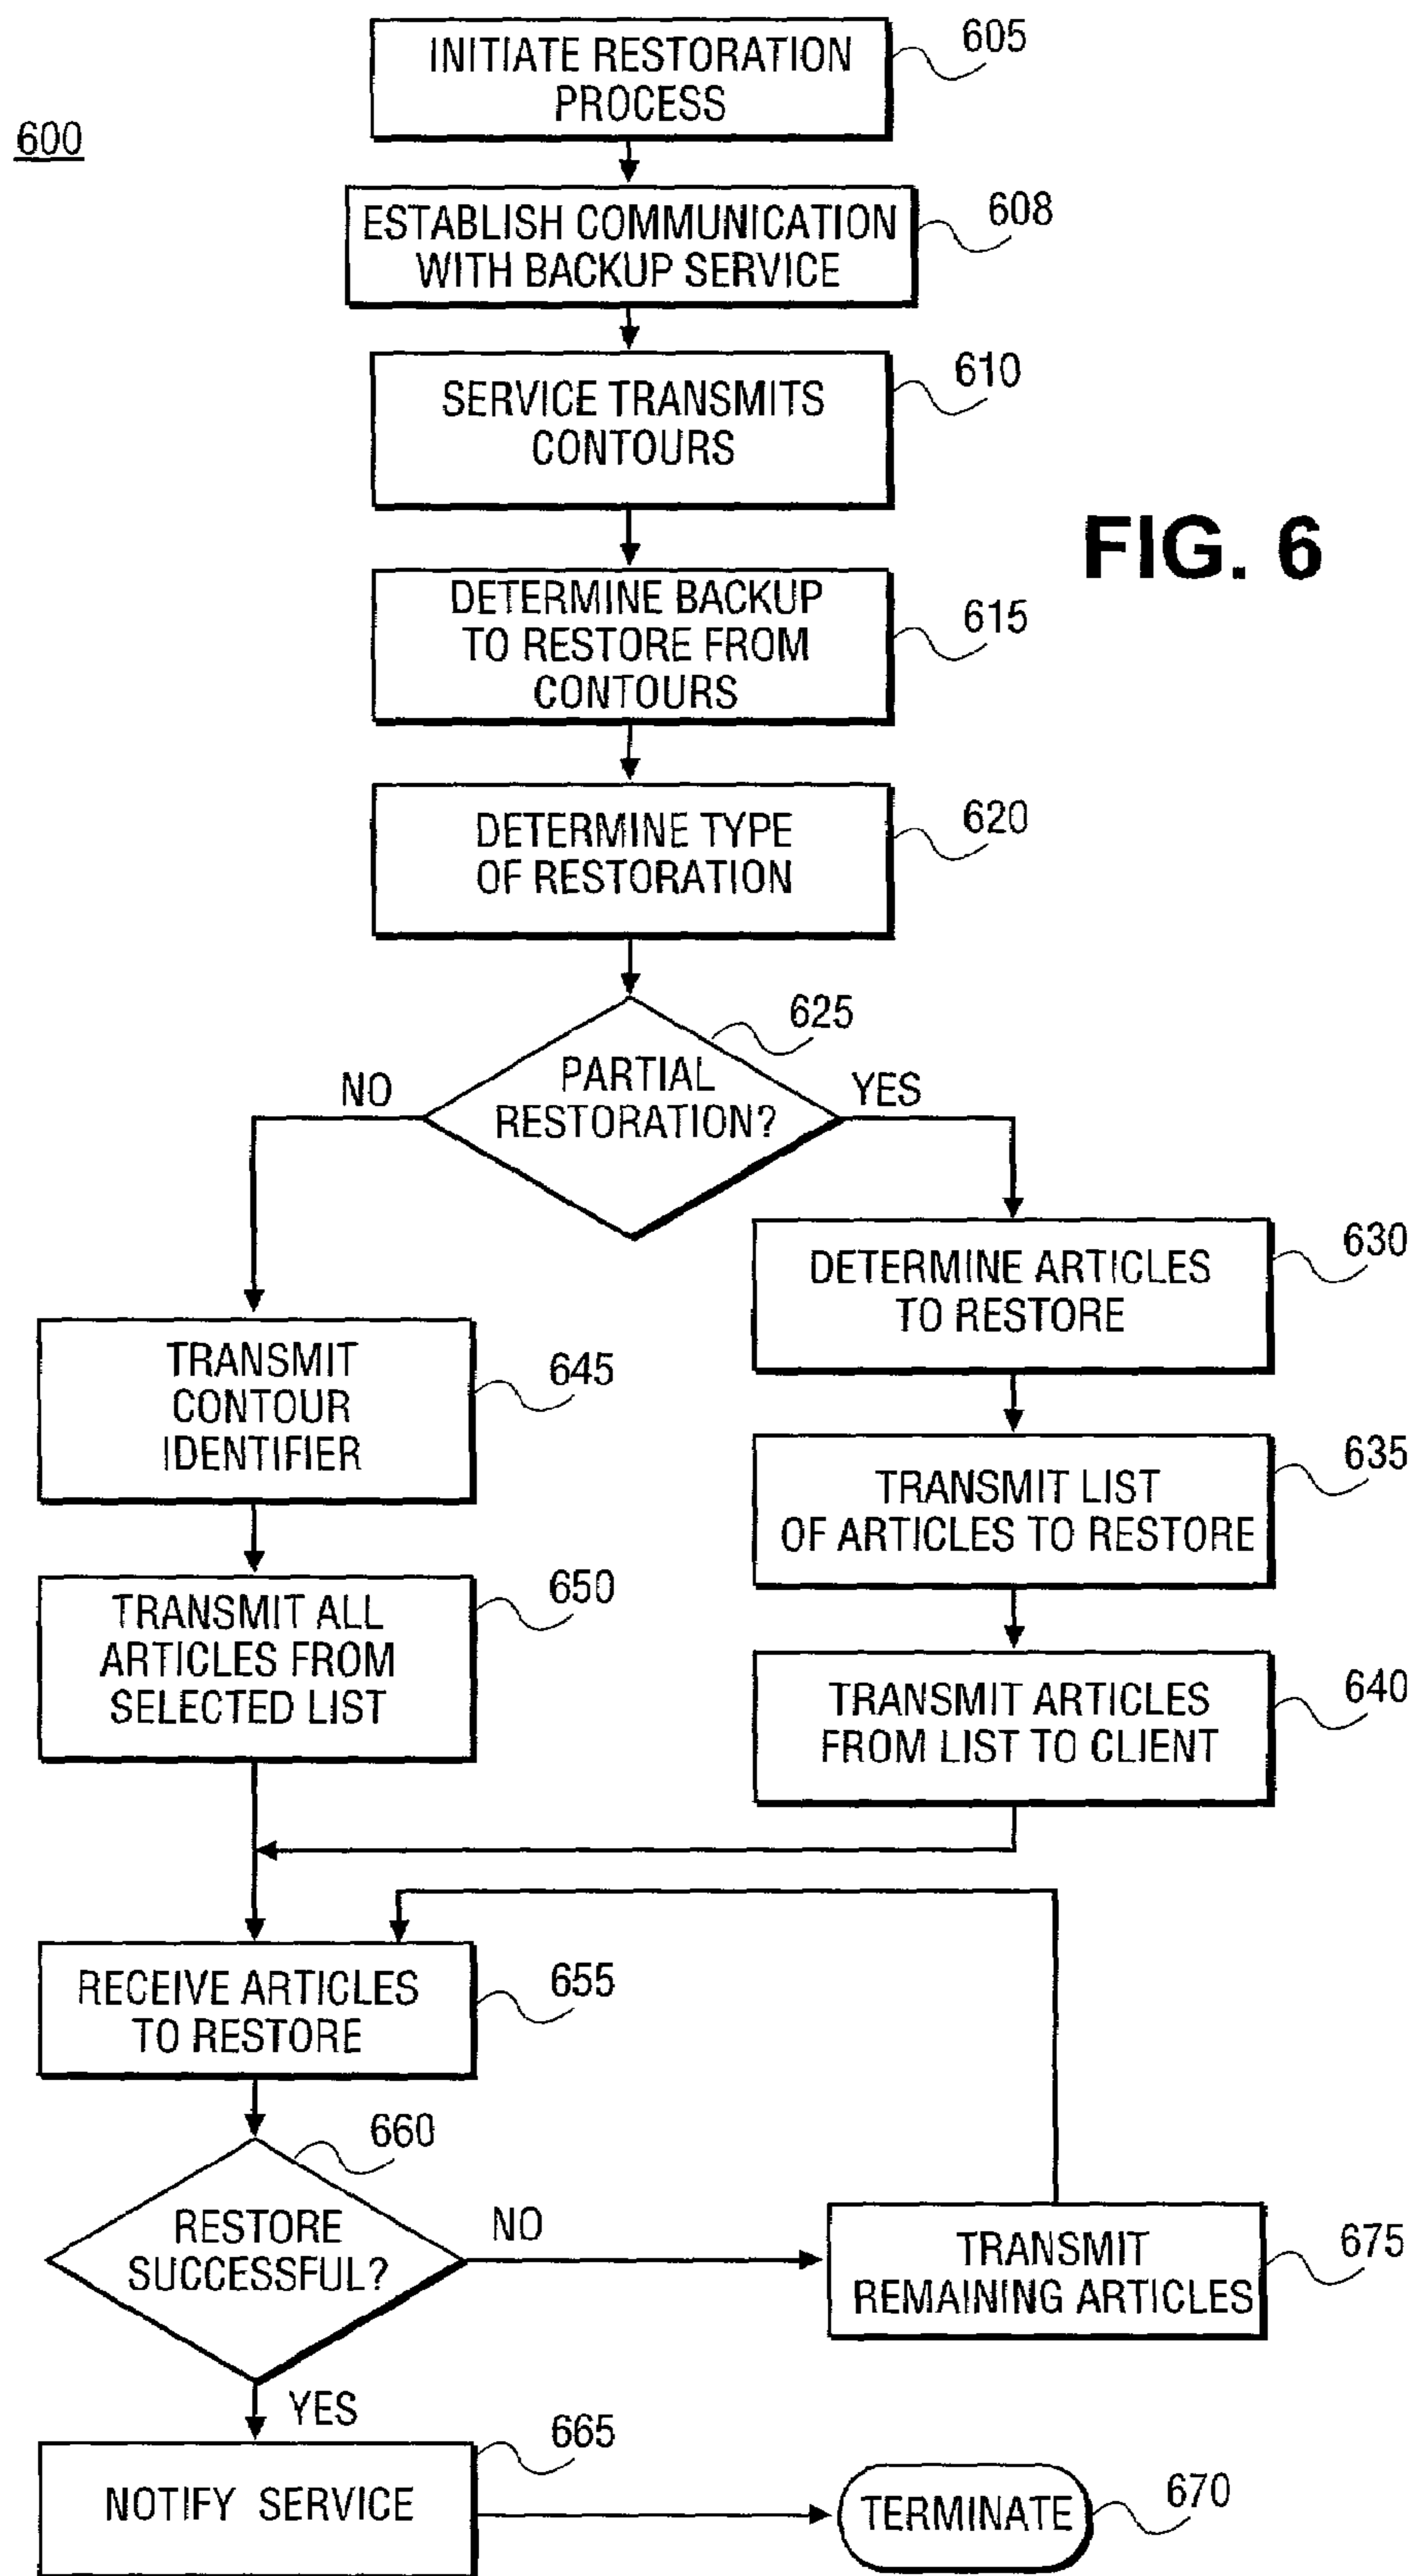 INITIATE RESTORATION
PROCESS
605
600
ESTABLISH COMMUNICATION
WITH BACKUP SERVICE
608
SERVICE TRANSMITS
CONTOURS
610
FIG. 6
DETERMINE BACKUP
TO RESTORE FROM
CONTOURS
615
DETERMINE TYPE
OF RESTORATION
620
625
PARTIAL
RESTORATION?
NO
YES
DETERMINE ARTICLES
TO RESTORE
630
TRANSMIT
CONTOUR
IDENTIFIER
645
TRANSMIT LIST
OF ARTICLES TO RESTORE
635
TRANSMIT ALL
ARTICLES FROM
SELECTED LIST
650
TRANSMIT ARTICLES
FROM LIST TO CLIENT
640
RECEIVE ARTICLES
TO RESTORE
655
660
RESTORE
SUCCESSFUL?
NO
TRANSMIT
REMAINING ARTICLES
675
YES
NOTIFY SERVICE
665
TERMINATE
670